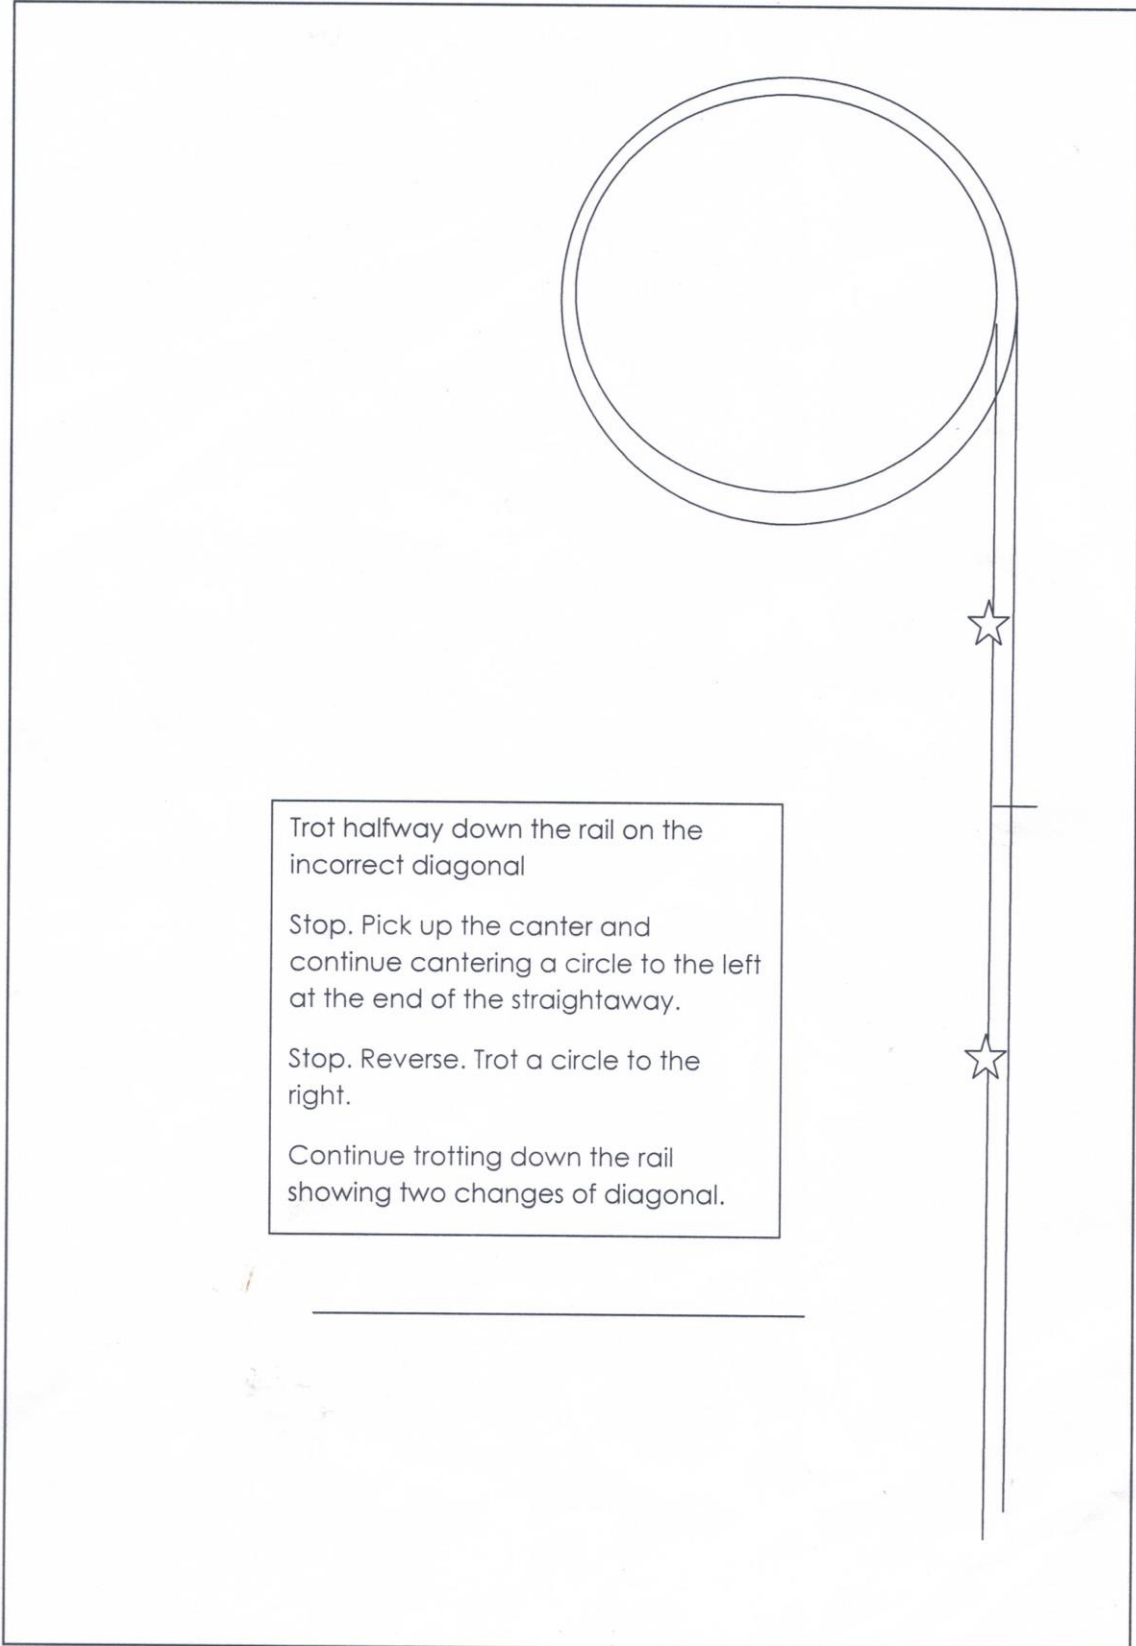 Trot halfway down the rail on the
incorrect diagonal
Stop. Pick up the canter and
continue cantering a circle to the left
at the end of the straightaway.
Stop. Reverse. Trot a circle to the
right.
Continue trotting down the rail
showing two changes of diagonal.